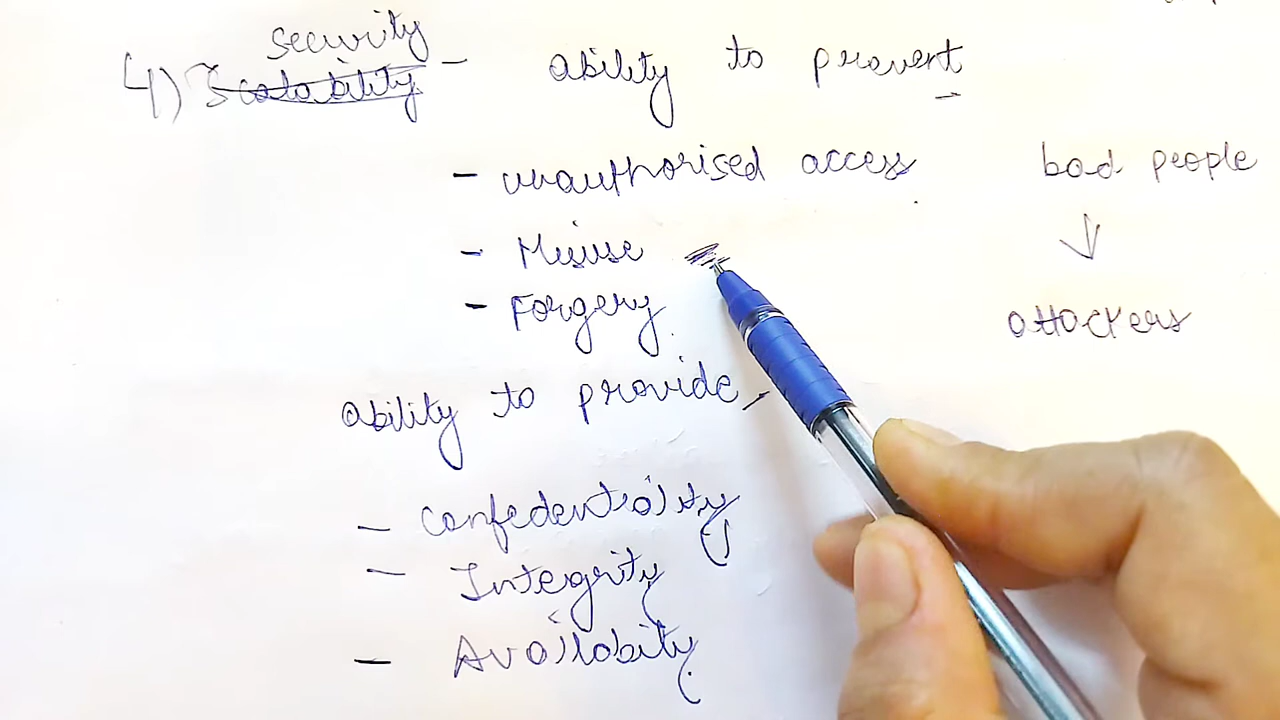 security
4) Scalability - ability to prevent
- unauthorised access
bad people
- Misuse
- Forgery.
attackers
ability to provide,
- confedentiality
- Integrity
- Availabity.